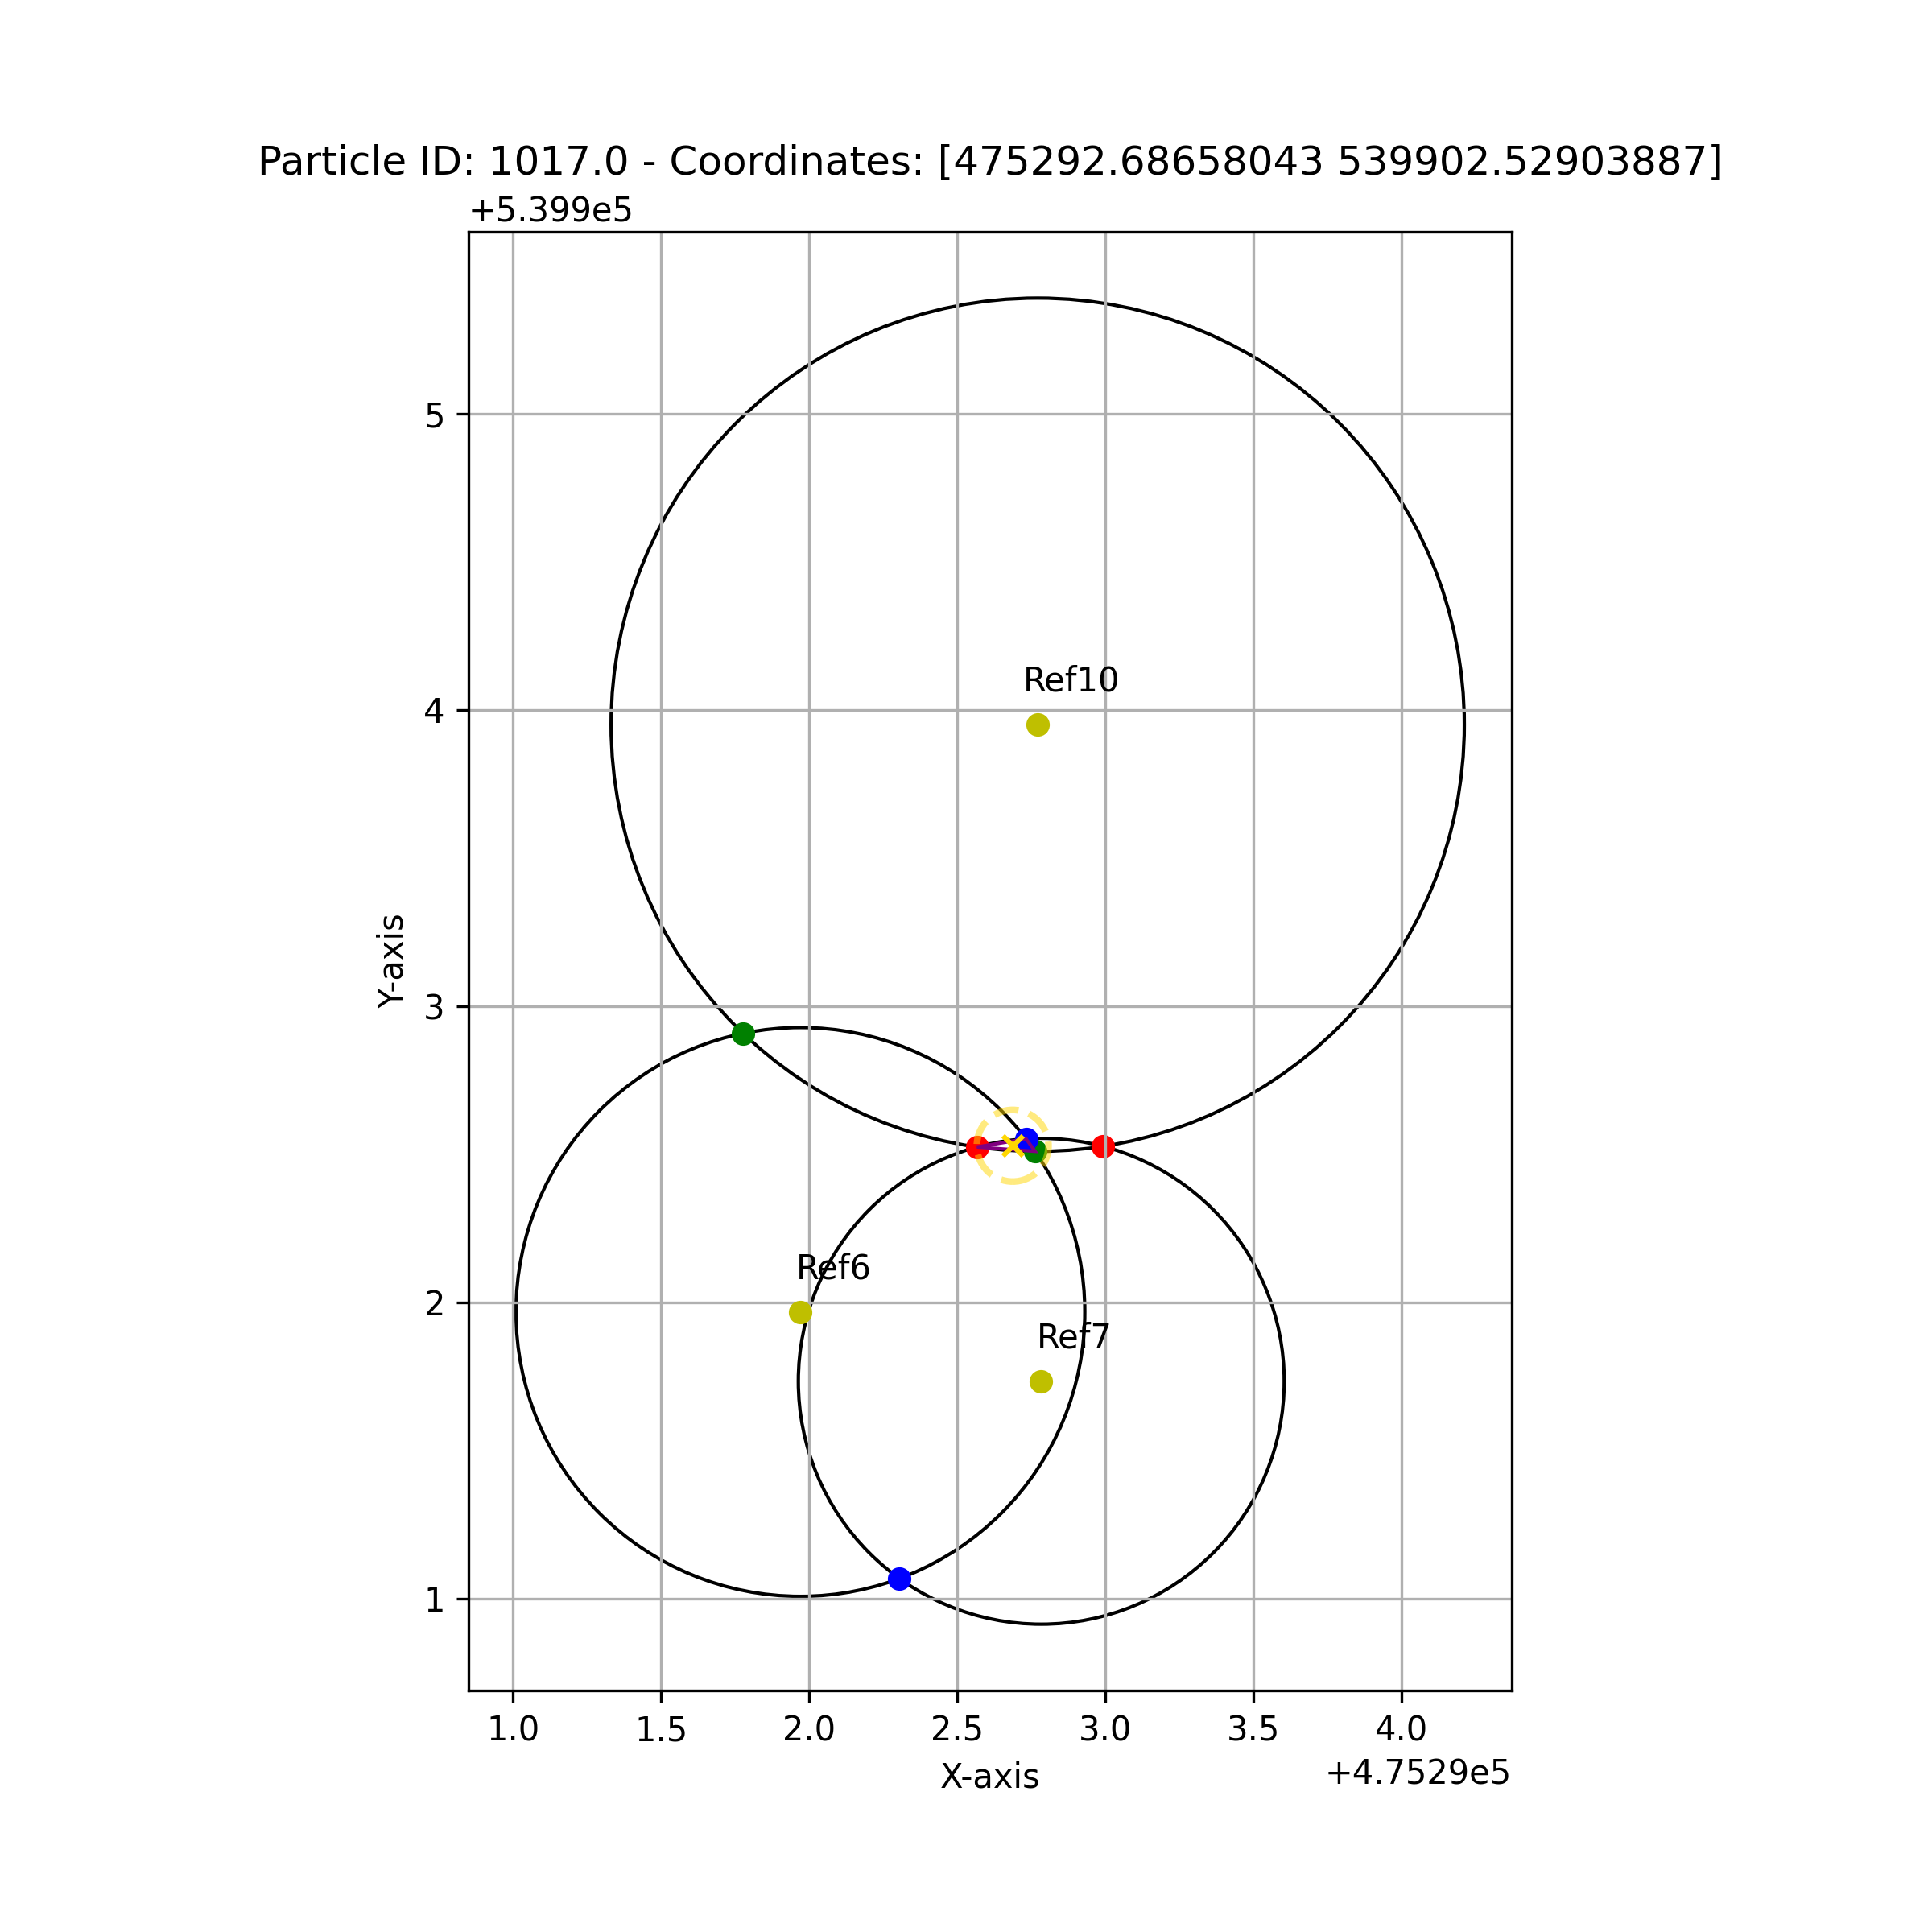 Particle ID: 1017.0 - Coordinates: [475292.68658043 539902.52903887]
+5.399e5
5
Ref10
4
Y-axis
3
Ref6
2
Ref7
1
1.0 1.5 2.0 2.5 3.0 3.5 4.0
X-axis
+4.7529e5